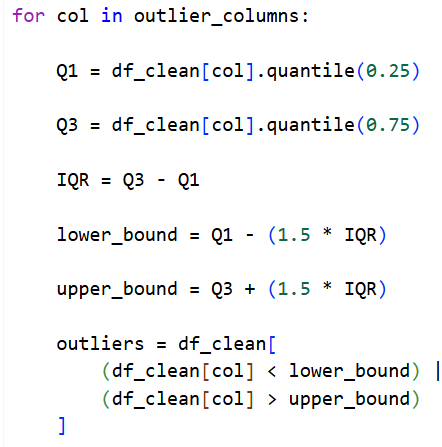 for col in outlier_columns:
    Q1 = df_clean[col].quantile(0.25)
    Q3 = df_clean[col].quantile(0.75)
    IQR = Q3 - Q1
    lower_bound = Q1 - (1.5 * IQR)
    upper_bound = Q3 + (1.5 * IQR)
    outliers = df_clean[
        (df_clean[col] < lower_bound) |
        (df_clean[col] > upper_bound)
    ]